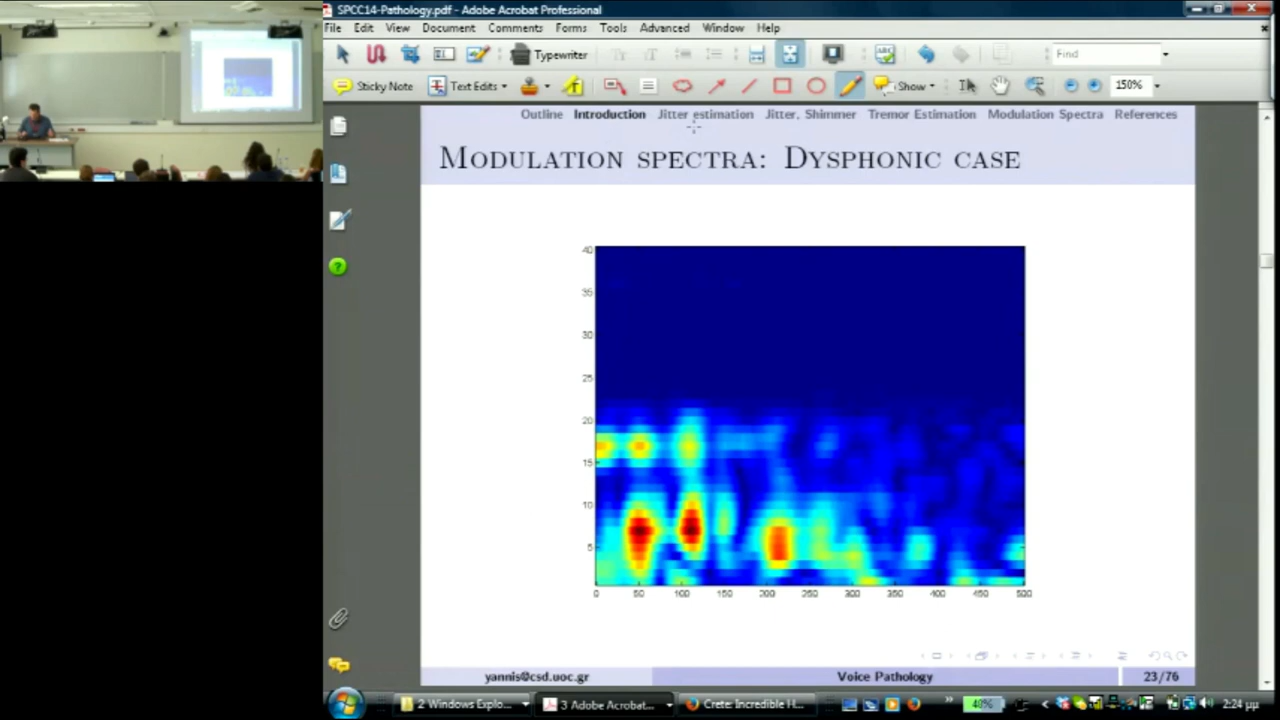 SPCC14-Pathology.pdf - Adobe Acrobat Professional
File Edit View Document Comments Forms Tools Advanced Window Help
Typewriter Find
Sticky Note Text Edits Show 150%
Outline Introduction Jitter estimation Jitter, Shimmer Tremor Estimation Modulation Spectra References
MODULATION SPECTRA: DYSPHONIC CASE
40
35
30
25
20
15
10
5
0 50 100 150 200 250 300 350 400 450 500
yannis@csd.uoc.gr Voice Pathology 23/76
2 Windows Explo... 3 Adobe Acrobat... Crete: Incredible H... 48% 2:24 μμ